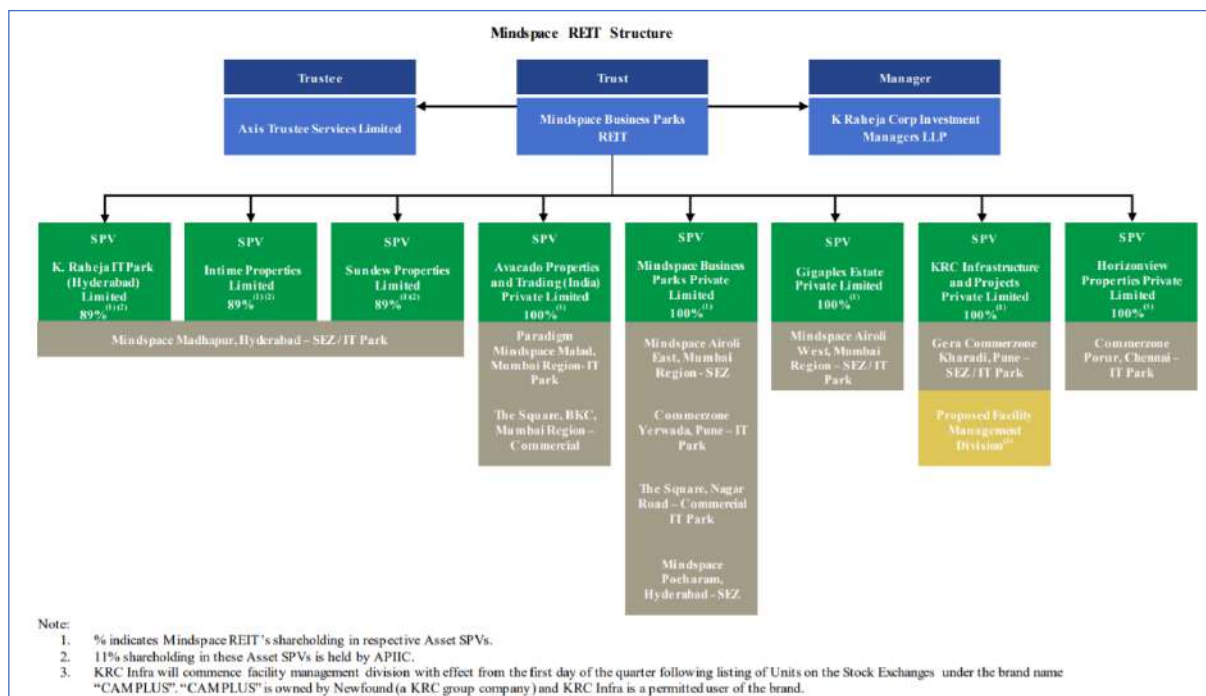 Mindspace REIT Structure
Trustee
Axis Trustee Services Limited
Trust
Mindspace Business Parks
REIT
Manager
K Raheja Corp Investment
Managers LLP
SPV
K. Raheja IT Park
(Hyderabad)
Limited
89%(1) (2)
SPV
Intime Properties
Limited
89%(1) (2)
SPV
Sundew Properties
Limited
89%(1)(2)
Mindspace Madhapur, Hyderabad – SEZ / IT Park
SPV
Avacado Properties
and Trading (India)
Private Limited
100%(1)
Paradigm
Mindspace Malad,
Mumbai Region- IT
Park
The Square, BKC,
Mumbai Region –
Commercial
SPV
Mindspace Business
Parks Private
Limited
100%(1)
Mindspace Airoli
East, Mumbai
Region - SEZ
Commerzone
Yerwada, Pune – IT
Park
The Square, Nagar
Road – Commercial
IT Park
Mindspace
Pocharam,
Hyderabad - SEZ
SPV
Gigaplex Estate
Private Limited
100%(1)
Mindspace Airoli
West, Mumbai
Region – SEZ/ IT
Park
SPV
KRC Infrastructure
and Projects
Private Limited
100%(1)
Gera Commerzone
Kharadi, Pune –
SEZ / IT Park
Proposed Facility
Management
Division(3)
SPV
Horizonview
Properties Private
Limited
100%(1)
Commerzone
Porur, Chennai –
IT Park
Note:
1. % indicates Mindspace REIT's shareholding in respective Asset SPVs.
2. 11% shareholding in these Asset SPVs is held by APIIC.
3. KRC Infra will commence facility management division with effect from the first day of the quarter following listing of Units on the Stock Exchanges under the brand name
"CAMPLUS". "CAMPLUS" is owned by Newfound (a KRC group company) and KRC Infra is a permitted user of the brand.